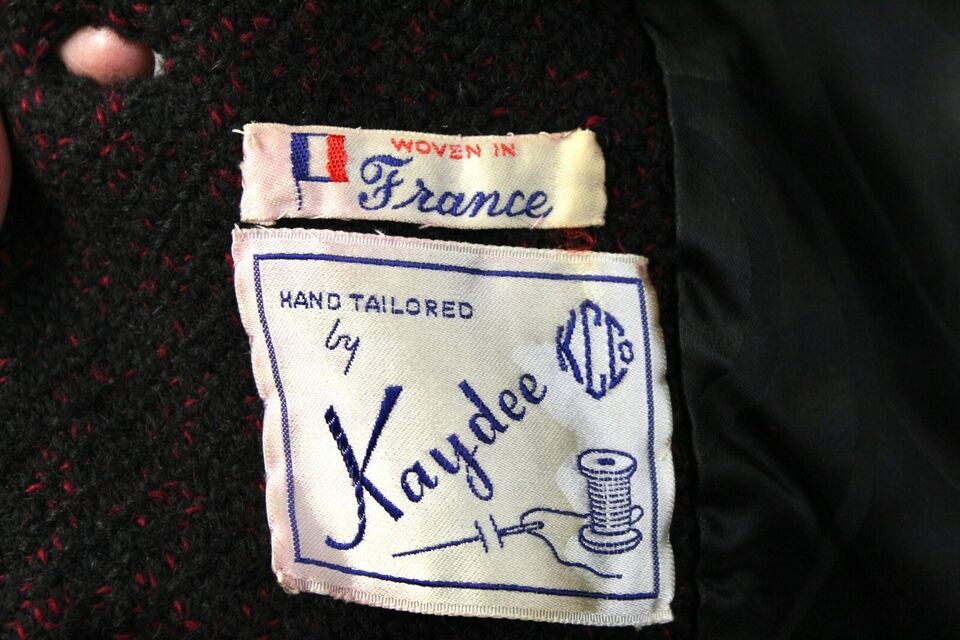 WOVEN IN
France
HAND TAILORED
by
Kaydee
KCCo